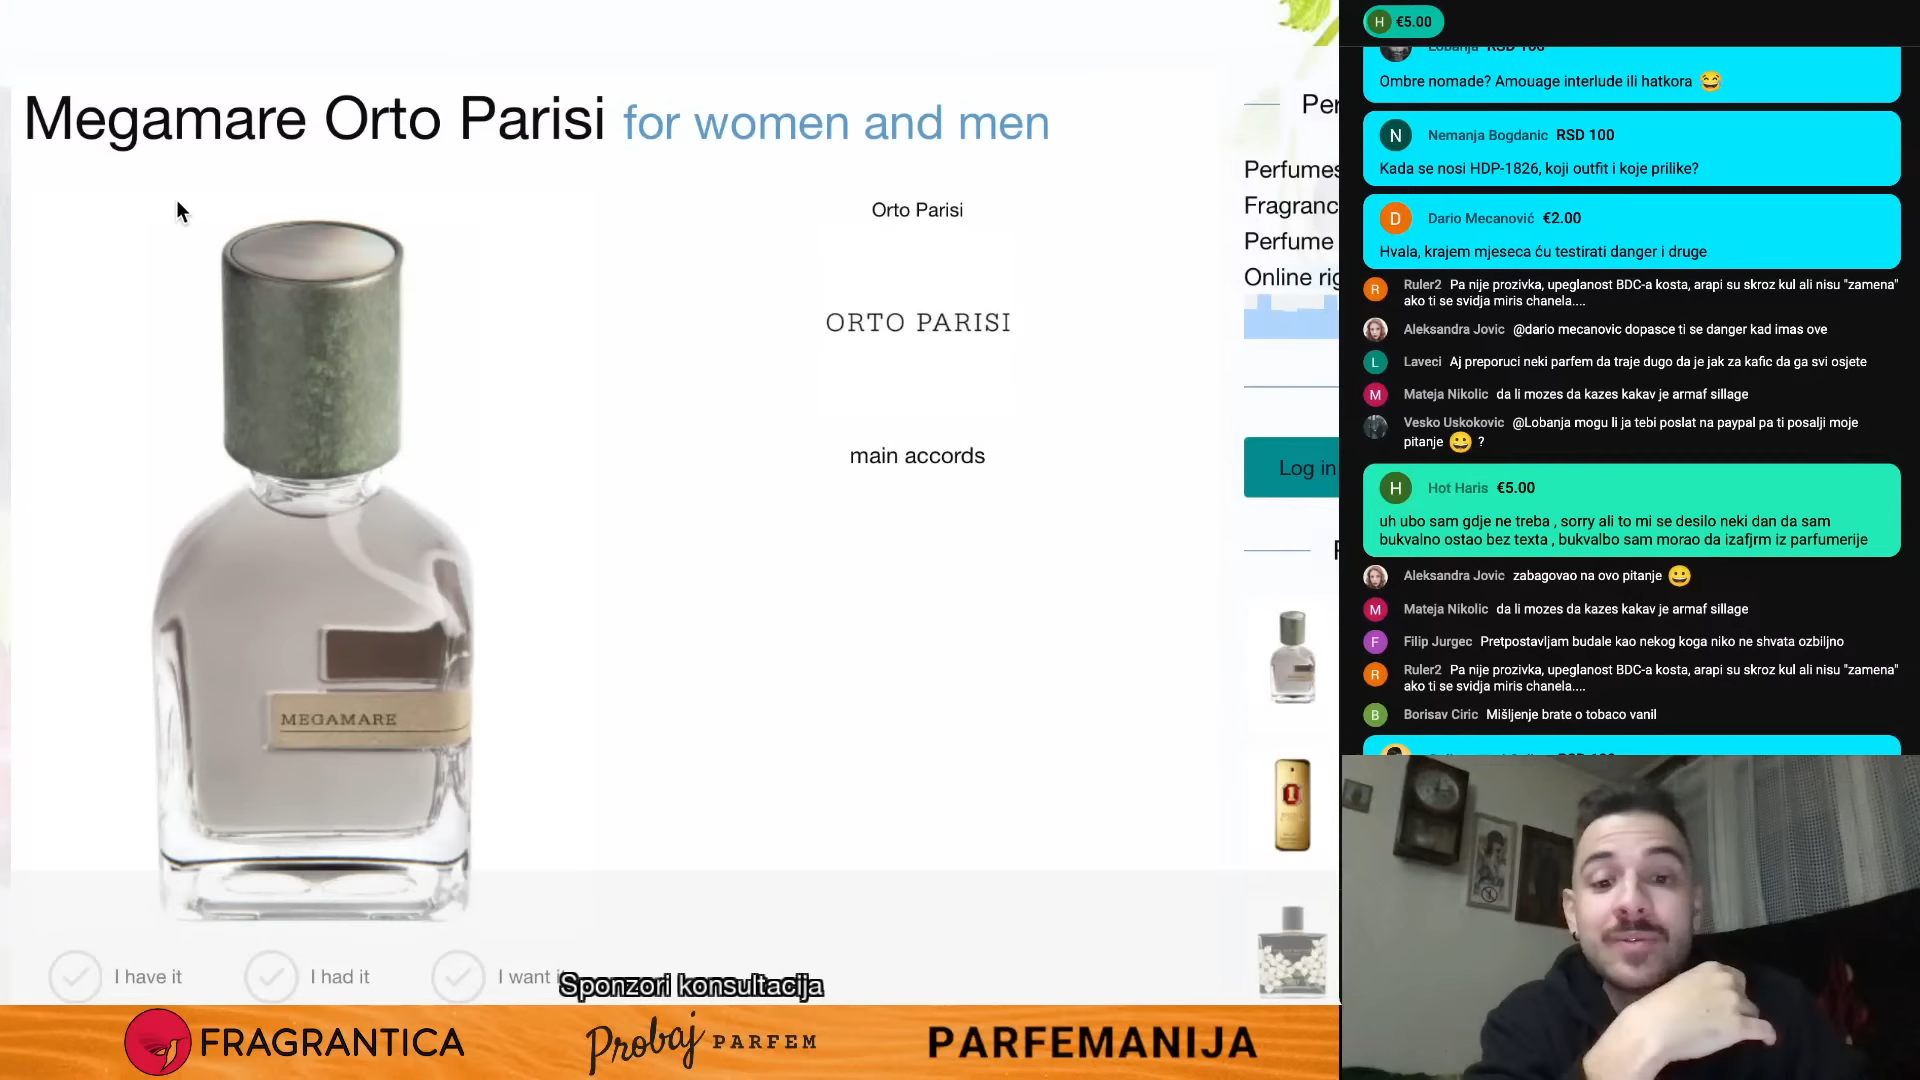 Megamare Orto Parisi for women and men
Orto Parisi
ORTO PARISI
main accords
MEGAMARE
I have it
I had it
I want
Sponzori konsultacija
FRAGRANTICA
Probaj PARFEM
PARFEMANIJA
Perfumes
Perfume
Online
Log in
H €5.00
Lobanja RSD 100
Ombre nomade? Amouage interlude ili hatkora 😂
N Nemanja Bogdanic RSD 100
Kada se nosi HDP-1826, koji outfit i koje prilike?
D Dario Mecanović €2.00
Hvala, krajem mjeseca ću testirati danger i druge
R Ruler2 Pa nije prozivka, upeglanost BDC-a kosta, arapi su skroz kul ali nisu "zamena"
ako ti se svidja miris chanela....
Aleksandra Jovic @dario mecanovic dopasce ti se danger kad imas ove
L Laveci Aj preporuci neki parfem da traje dugo da je jak za kafic da ga svi osjete
M Mateja Nikolic da li mozes da kazes kakav je armaf sillage
Vesko Uskokovic @Lobanja mogu li ja tebi poslat na paypal pa ti posalji moje
pitanje 😀 ?
H Hot Haris €5.00
uh ubo sam gdje ne treba , sorry ali to mi se desilo neki dan da sam
bukvalno ostao bez texta , bukvalbo sam morao da izafjrm iz parfumerije
Aleksandra Jovic zabagovao na ovo pitanje 😀
M Mateja Nikolic da li mozes da kazes kakav je armaf sillage
F Filip Jurgec Pretpostavljam budale kao nekog koga niko ne shvata ozbiljno
R Ruler2 Pa nije prozivka, upeglanost BDC-a kosta, arapi su skroz kul ali nisu "zamena"
ako ti se svidja miris chanela....
B Borisav Ciric Mišljenje brate o tobaco vanil